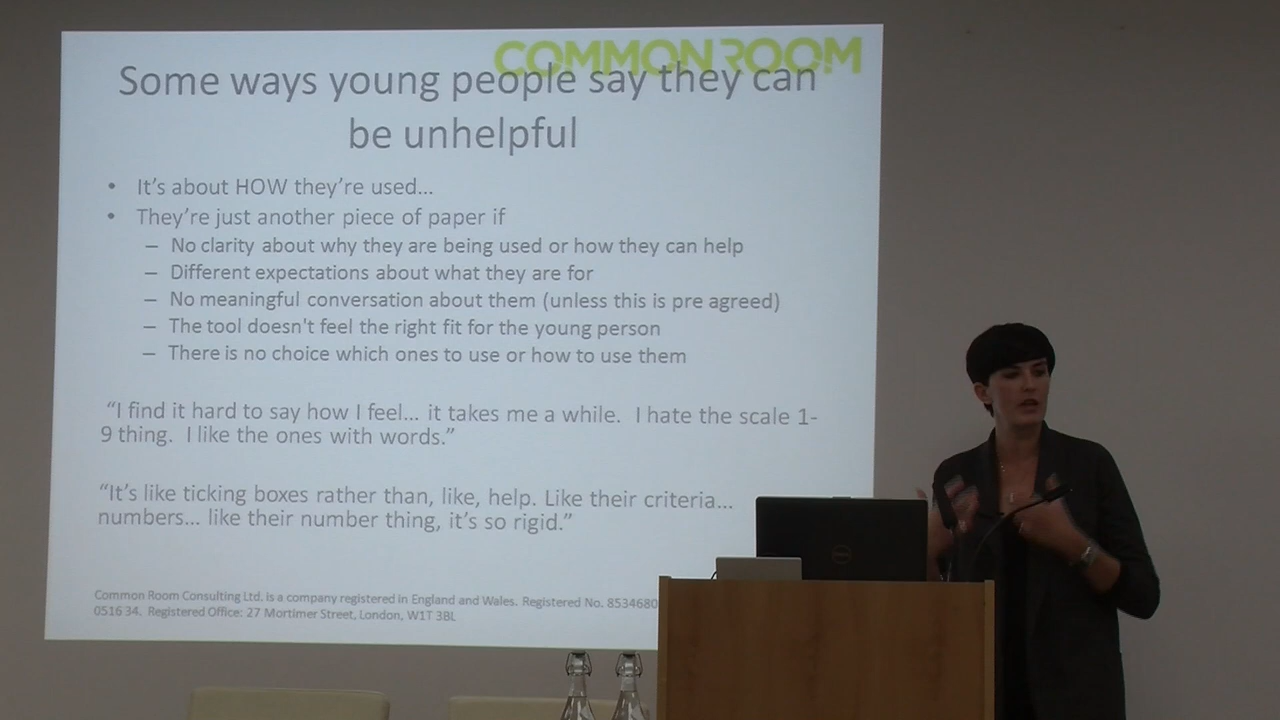 COMMON ROOM
Some ways young people say they can
be unhelpful
• It's about HOW they're used...
• They're just another piece of paper if
– No clarity about why they are being used or how they can help
– Different expectations about what they are for
– No meaningful conversation about them (unless this is pre agreed)
– The tool doesn't feel the right fit for the young person
– There is no choice which ones to use or how to use them
“I find it hard to say how I feel... it takes me a while. I hate the scale 1-
9 thing. I like the ones with words.”
“It's like ticking boxes rather than, like, help. Like their criteria...
numbers... like their number thing, it's so rigid.”
Common Room Consulting Ltd. is a company registered in England and Wales. Registered No. 8534680
0516 34. Registered Office: 27 Mortimer Street, London, W1T 3BL